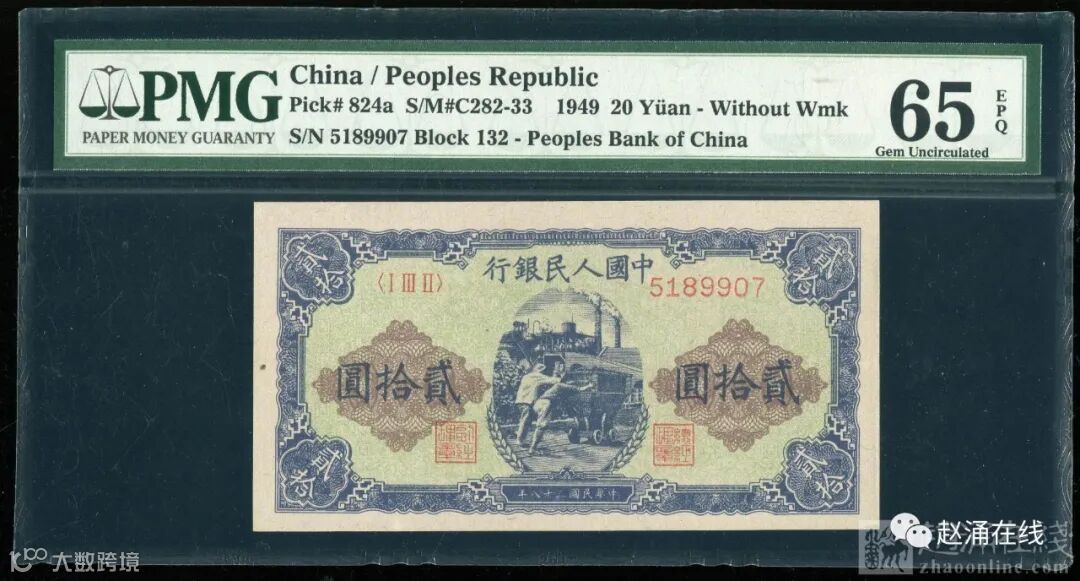 PMG
PAPER MONEY GUARANTY
China / Peoples Republic
Pick# 824a S/M#C282-33 1949 20 Yüan - Without Wmk
S/N 5189907 Block 132 - Peoples Bank of China
65 EPQ
Gem Uncirculated
貳拾
貳拾
行銀民人國中
〈I III II〉
5189907
圓拾貳
圓拾貳
貳拾
貳拾
年八十三國民華中
大数跨境
赵涌在线
zhaoonline.com